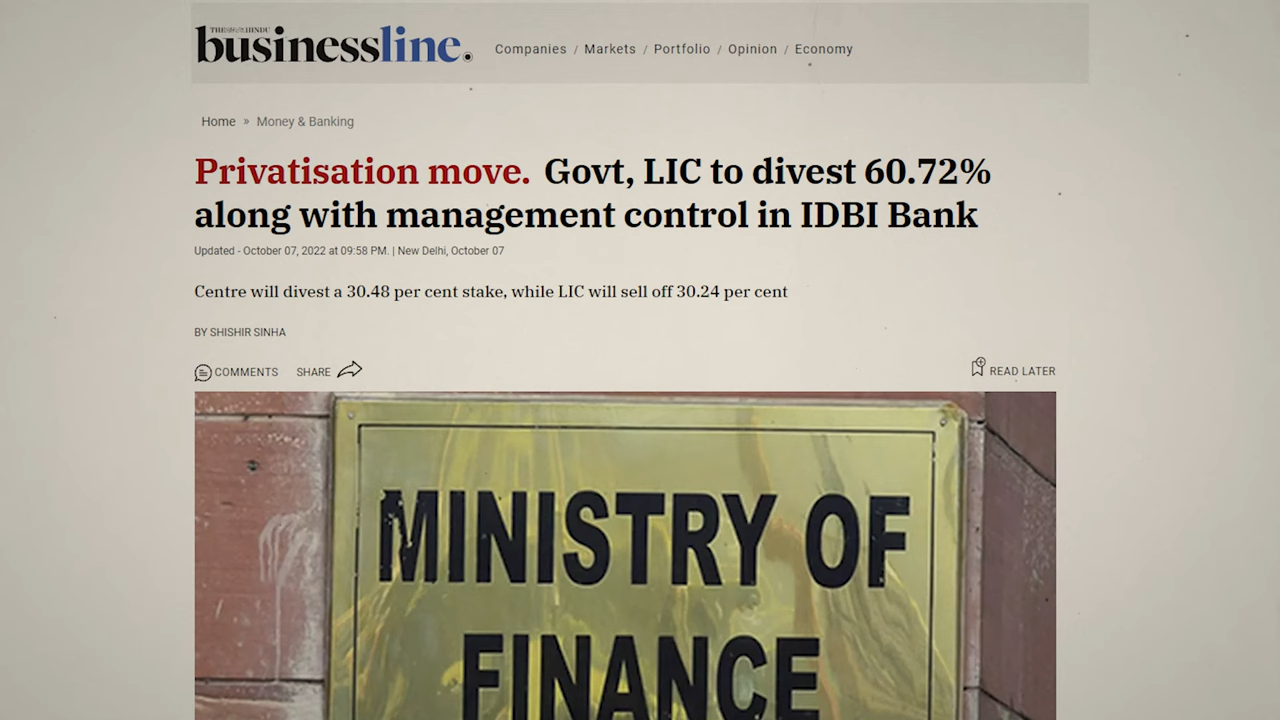 THE HINDU
businessline.
Companies / Markets / Portfolio / Opinion / Economy
Home » Money & Banking
Privatisation move. Govt, LIC to divest 60.72%
along with management control in IDBI Bank
Updated - October 07, 2022 at 09:58 PM. | New Delhi, October 07
Centre will divest a 30.48 per cent stake, while LIC will sell off 30.24 per cent
BY SHISHIR SINHA
COMMENTS SHARE READ LATER
MINISTRY OF
FINANCE